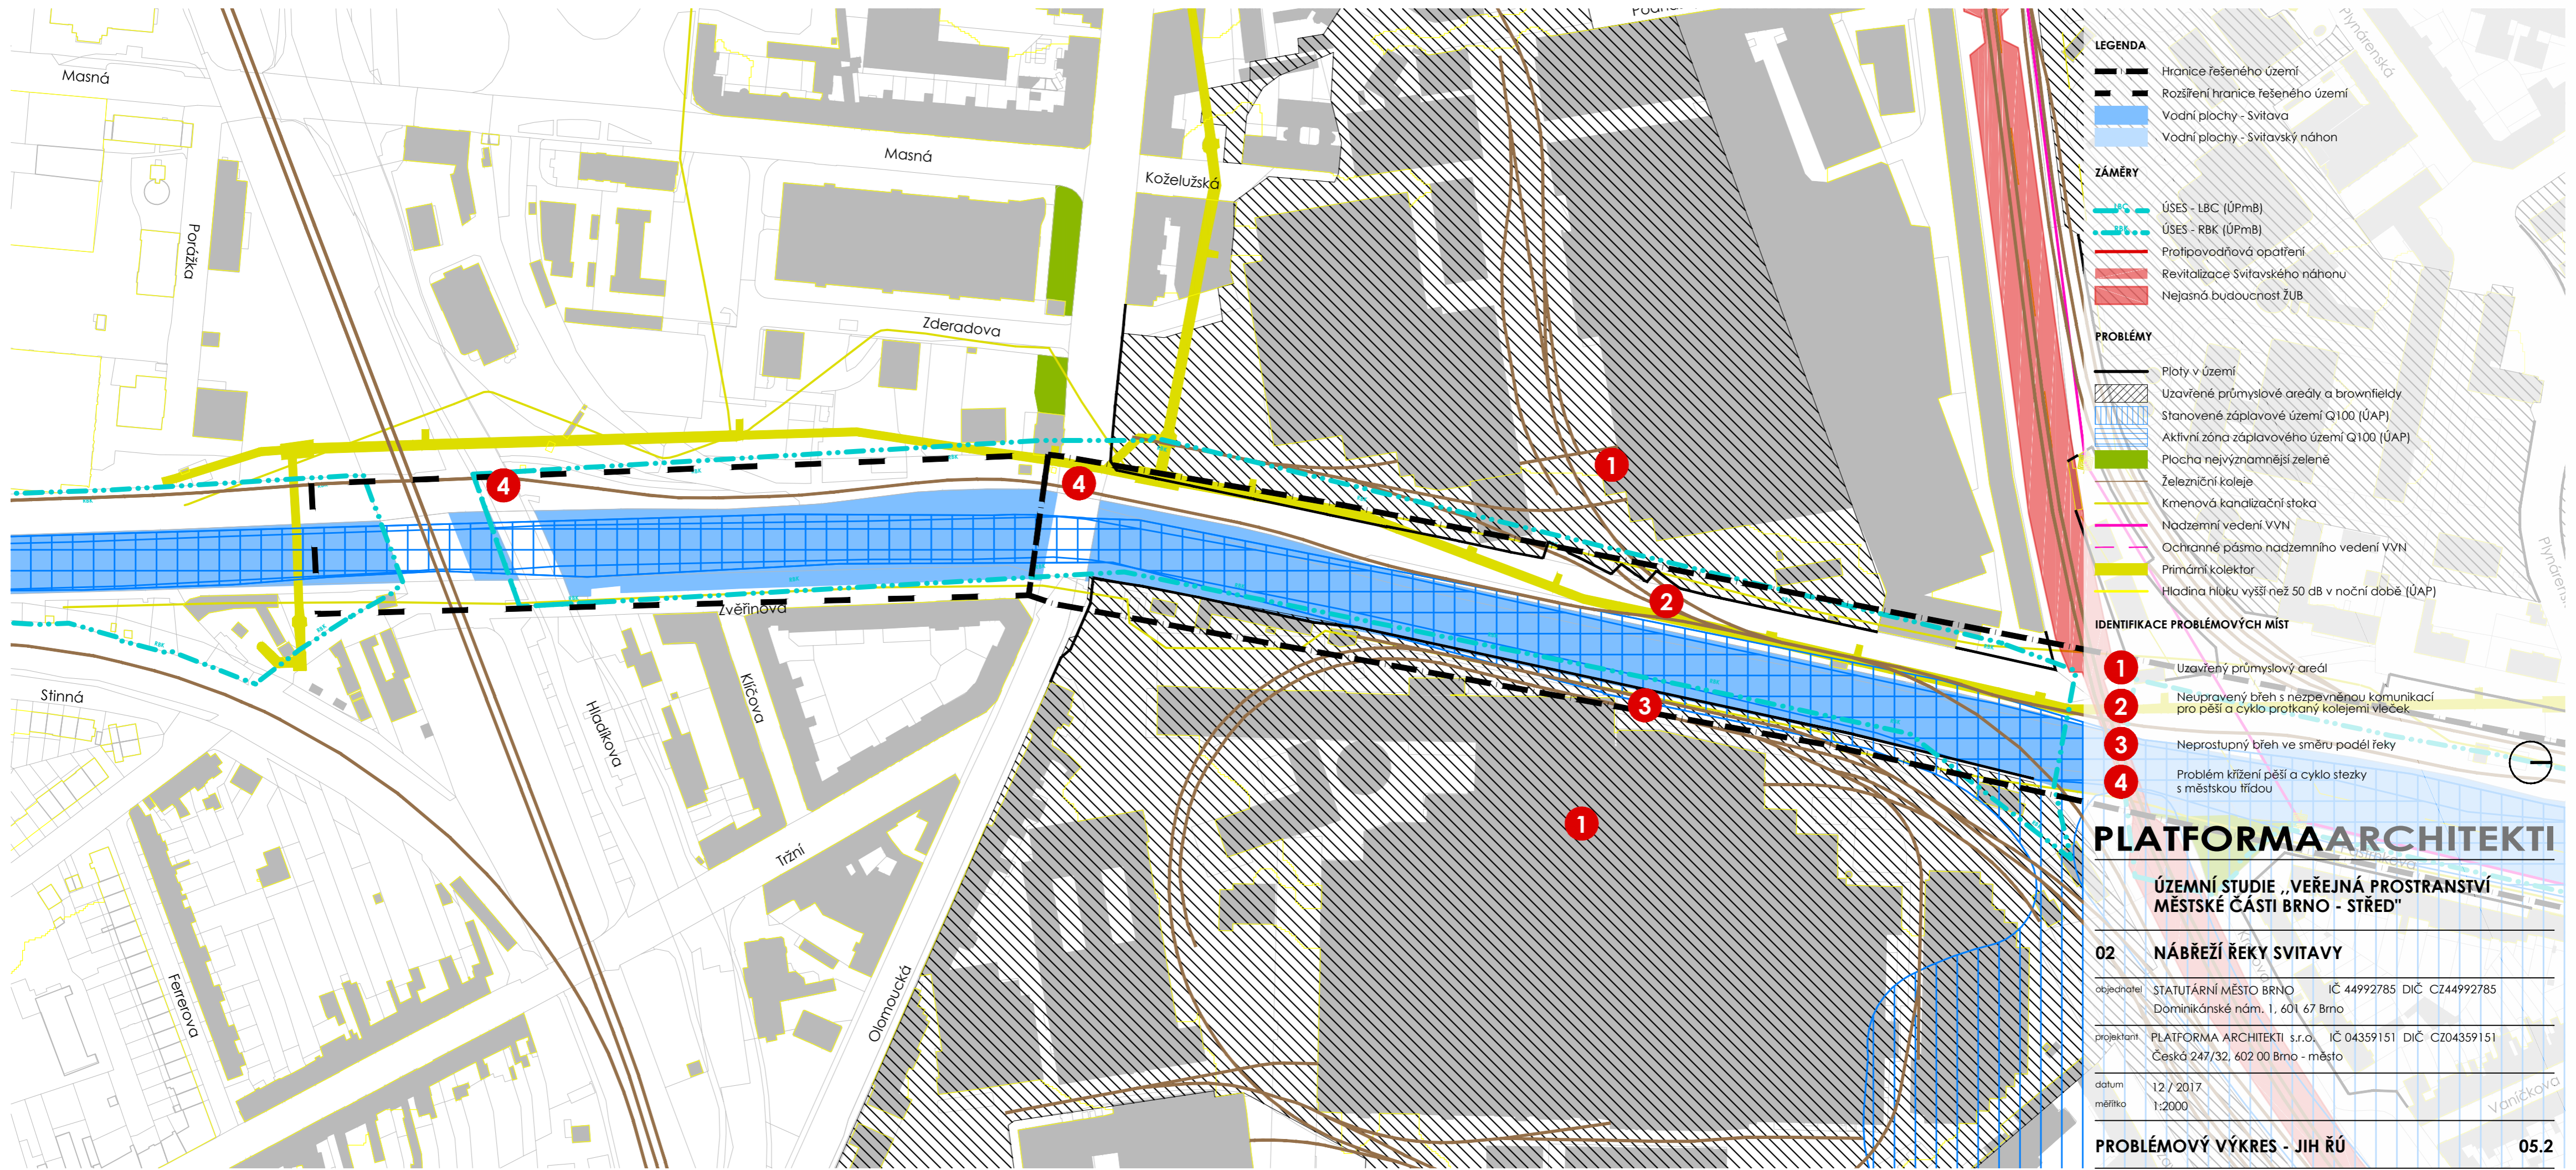 Masná
Porážka
Masná
Koželužská
Zderadova
Zvěřinova
Stinná
Hladíkova
Klíčova
Tržní
Olomoucká
Ferrerova
4
4
1
2
3
1
RBK
RBK
RBK
RBK
RBK
RBK
RBK
Plynárenská
Vaníčkova
LEGENDA
Hranice řešeného území
Rozšíření hranice řešeného území
Vodní plochy - Svitava
Vodní plochy - Svitavský náhon
ZÁMĚRY
LBC
ÚSES - LBC (ÚPmB)
RBK
ÚSES - RBK (ÚPmB)
Protipovodňová opatření
Revitalizace Svitavského náhonu
Nejasná budoucnost ŽUB
PROBLÉMY
Ploty v území
Uzavřené průmyslové areály a brownfieldy
Stanovené záplavové území Q100 (ÚAP)
Aktivní zóna záplavového území Q100 (ÚAP)
Plocha nejvýznamnější zeleně
Železniční koleje
Kmenová kanalizační stoka
Nadzemní vedení VVN
Ochranné pásmo nadzemního vedení VVN
Primární kolektor
Hladina hluku vyšší než 50 dB v noční době (ÚAP)
IDENTIFIKACE PROBLÉMOVÝCH MÍST
1 Uzavřený průmyslový areál
2 Neupravený břeh s nezpevněnou komunikací
pro pěší a cyklo protkaný kolejemi vleček
3 Neprostupný břeh ve směru podél řeky
4 Problém křížení pěší a cyklo stezky
s městskou třídou
PLATFORMAARCHITEKTI
ÚZEMNÍ STUDIE ,,VEŘEJNÁ PROSTRANSTVÍ
MĚSTSKÉ ČÁSTI BRNO - STŘED"
02 NÁBŘEŽÍ ŘEKY SVITAVY
objednatel STATUTÁRNÍ MĚSTO BRNO IČ 44992785 DIČ CZ44992785
Dominikánské nám. 1, 601 67 Brno
projektant PLATFORMA ARCHITEKTI s.r.o. IČ 04359151 DIČ CZ04359151
Česká 247/32, 602 00 Brno - město
datum 12 / 2017
měřítko 1:2000
PROBLÉMOVÝ VÝKRES - JIH ŘÚ 05.2